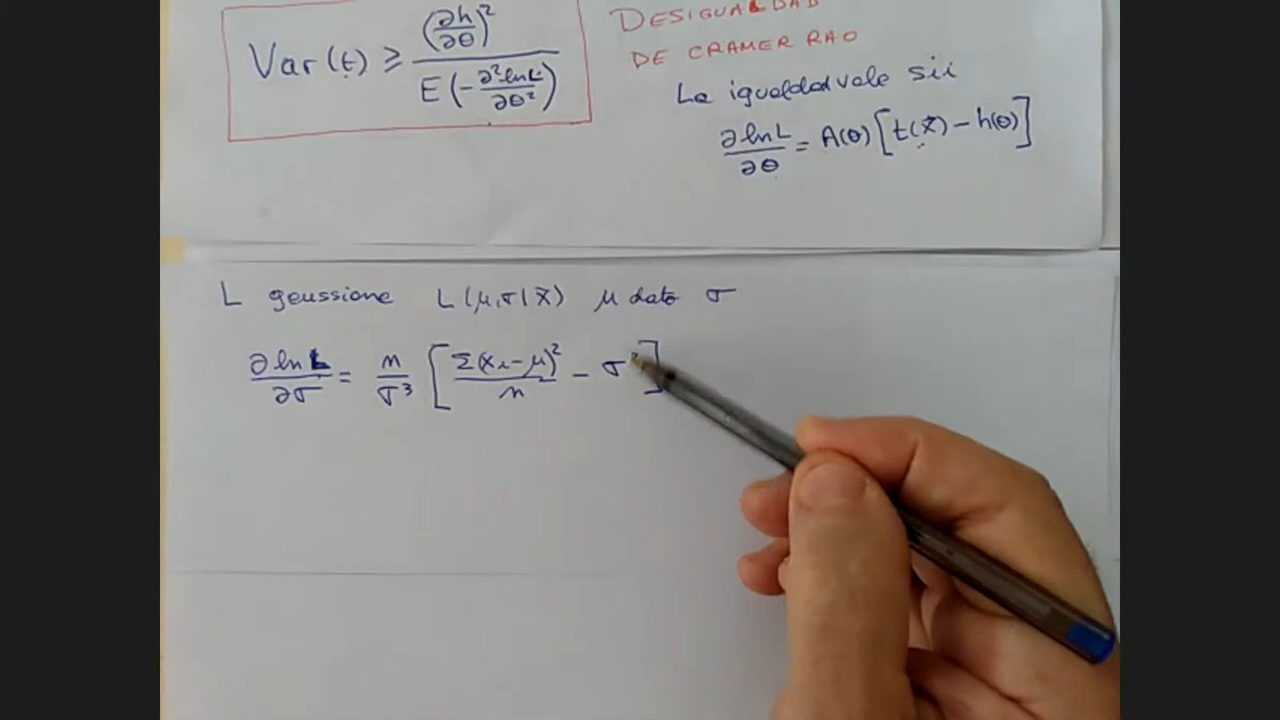 Var(t) ≥ (∂h/∂θ)² / E(-∂²lnL/∂θ²)
DESIGUALDAD
DE CRAMER RAO
La igualdad vale sii
∂lnL/∂θ = A(θ) [t(x⃗) - h(θ)]
L geussione L(μ,σ|x⃗) μ dato σ
∂lnL/∂σ = n/σ³ [Σ(xᵢ-μ)²/n - σ²]